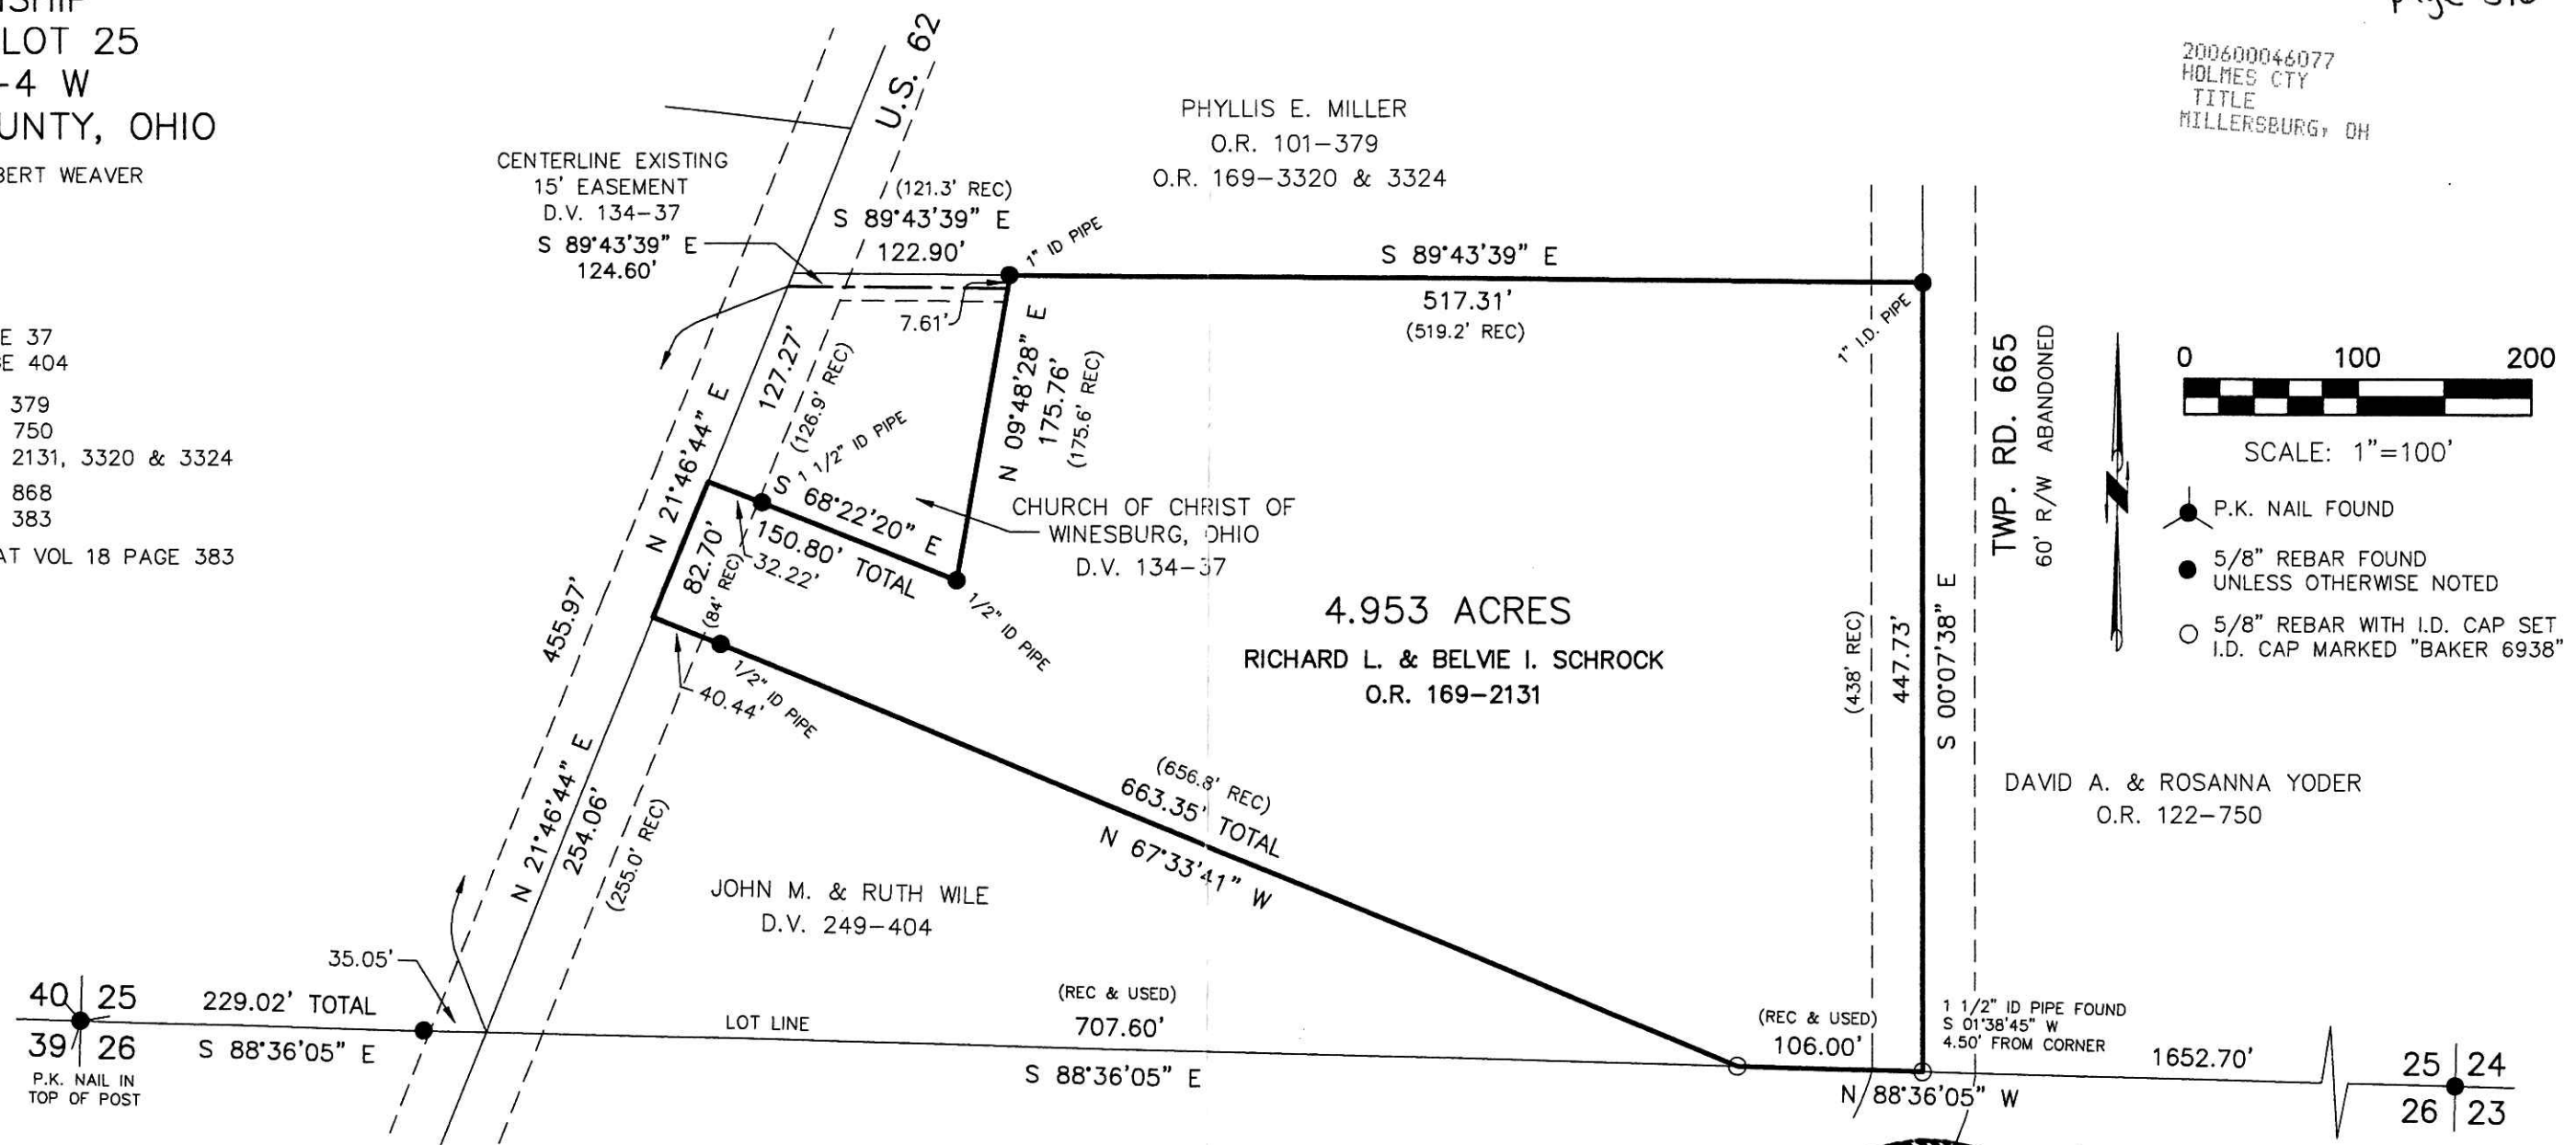 LOT 25
-4 W
UNTY, OHIO
BERT WEAVER
E 37
GE 404
379
750
2131, 3320 & 3324
868
383
AT VOL 18 PAGE 383
CENTERLINE EXISTING
15' EASEMENT
D.V. 134-37
S 89°43'39" E
124.60'
U.S. 62
(121.3' REC)
S 89°43'39" E
122.90'
1" ID PIPE
7.61'
PHYLLIS E. MILLER
O.R. 101-379
O.R. 169-3320 & 3324
200600046077
HOLMES CTY
TITLE
MILLERSBURG, OH
S 89°43'39" E
517.31'
(519.2' REC)
1" I.D. PIPE
127.27'
(126.9' REC)
N 09°48'28" E
175.76'
(175.6' REC)
1 1/2" ID PIPE
S 68°22'20" E
150.80' TOTAL
32.22'
1/2" ID PIPE
N 21°46'44" E
82.70'
(84' REC)
455.97'
CHURCH OF CHRIST OF
WINESBURG, OHIO
D.V. 134-37
4.953 ACRES
RICHARD L. & BELVIE I. SCHROCK
O.R. 169-2131
1/2" ID PIPE
40.44'
(438' REC)
447.73'
S 00°07'38" E
TWP. RD. 665
60' R/W ABANDONED
0 100 200
SCALE: 1"=100'
P.K. NAIL FOUND
5/8" REBAR FOUND
UNLESS OTHERWISE NOTED
5/8" REBAR WITH I.D. CAP SET
I.D. CAP MARKED "BAKER 6938"
(656.8' REC)
663.35' TOTAL
N 67°33'41" W
DAVID A. & ROSANNA YODER
O.R. 122-750
N 21°46'44" E
254.06'
(255.0' REC)
JOHN M. & RUTH WILE
D.V. 249-404
35.05'
40 25
39 26
P.K. NAIL IN
TOP OF POST
229.02' TOTAL
S 88°36'05" E
LOT LINE
(REC & USED)
707.60'
S 88°36'05" E
(REC & USED)
106.00'
N 88°36'05" W
1 1/2" ID PIPE FOUND
S 01°38'45" W
4.50' FROM CORNER
1652.70'
25 24
26 23